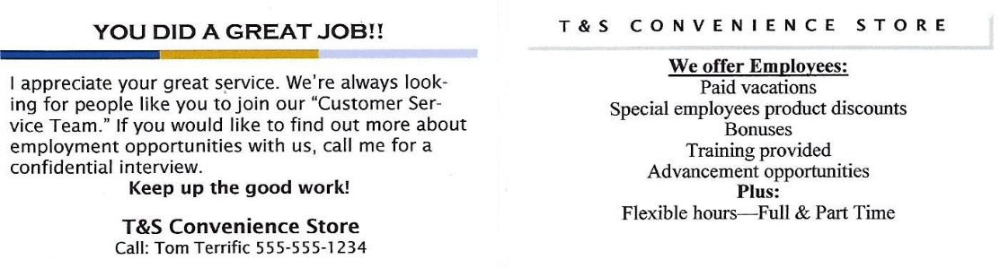 YOU DID A GREAT JOB!!
I appreciate your great service. We're always look-
ing for people like you to join our “Customer Ser-
vice Team.” If you would like to find out more about
employment opportunities with us, call me for a
confidential interview.
Keep up the good work!
T&S Convenience Store
Call: Tom Terrific 555-555-1234
T&S CONVENIENCE STORE
We offer Employees:
Paid vacations
Special employees product discounts
Bonuses
Training provided
Advancement opportunities
Plus:
Flexible hours—Full & Part Time